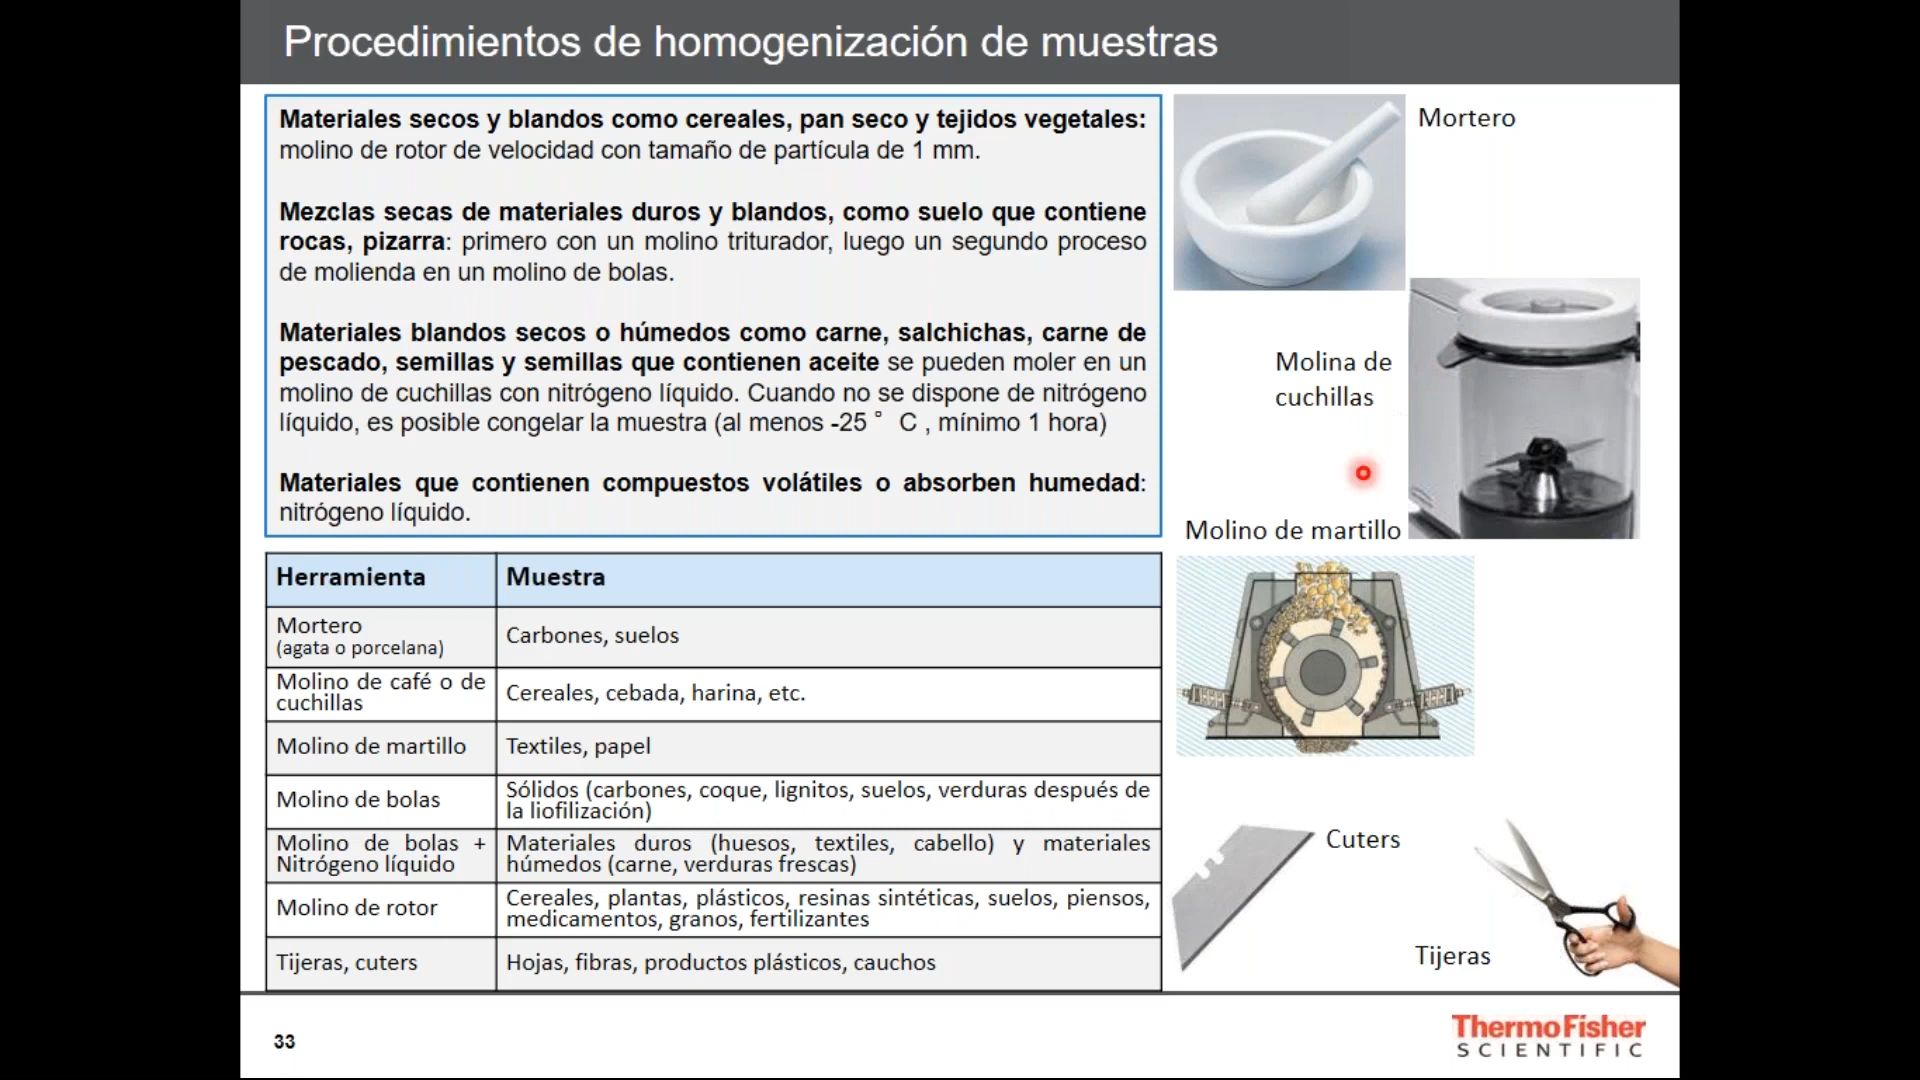 Procedimientos de homogenización de muestras
Materiales secos y blandos como cereales, pan seco y tejidos vegetales:
molino de rotor de velocidad con tamaño de partícula de 1 mm.
Mezclas secas de materiales duros y blandos, como suelo que contiene
rocas, pizarra: primero con un molino triturador, luego un segundo proceso
de molienda en un molino de bolas.
Materiales blandos secos o húmedos como carne, salchichas, carne de
pescado, semillas y semillas que contienen aceite se pueden moler en un
molino de cuchillas con nitrógeno líquido. Cuando no se dispone de nitrógeno
líquido, es posible congelar la muestra (al menos -25 ° C , mínimo 1 hora)
Materiales que contienen compuestos volátiles o absorben humedad:
nitrógeno líquido.
Mortero
Molina de
cuchillas
Molino de martillo
Herramienta
Muestra
Mortero
(agata o porcelana)
Carbones, suelos
Molino de café o de
cuchillas
Cereales, cebada, harina, etc.
Molino de martillo
Textiles, papel
Molino de bolas
Sólidos (carbones, coque, lignitos, suelos, verduras después de
la liofilización)
Molino de bolas +
Nitrógeno líquido
Materiales duros (huesos, textiles, cabello) y materiales
húmedos (carne, verduras frescas)
Molino de rotor
Cereales, plantas, plásticos, resinas sintéticas, suelos, piensos,
medicamentos, granos, fertilizantes
Tijeras, cuters
Hojas, fibras, productos plásticos, cauchos
Cuters
Tijeras
33
ThermoFisher
SCIENTIFIC